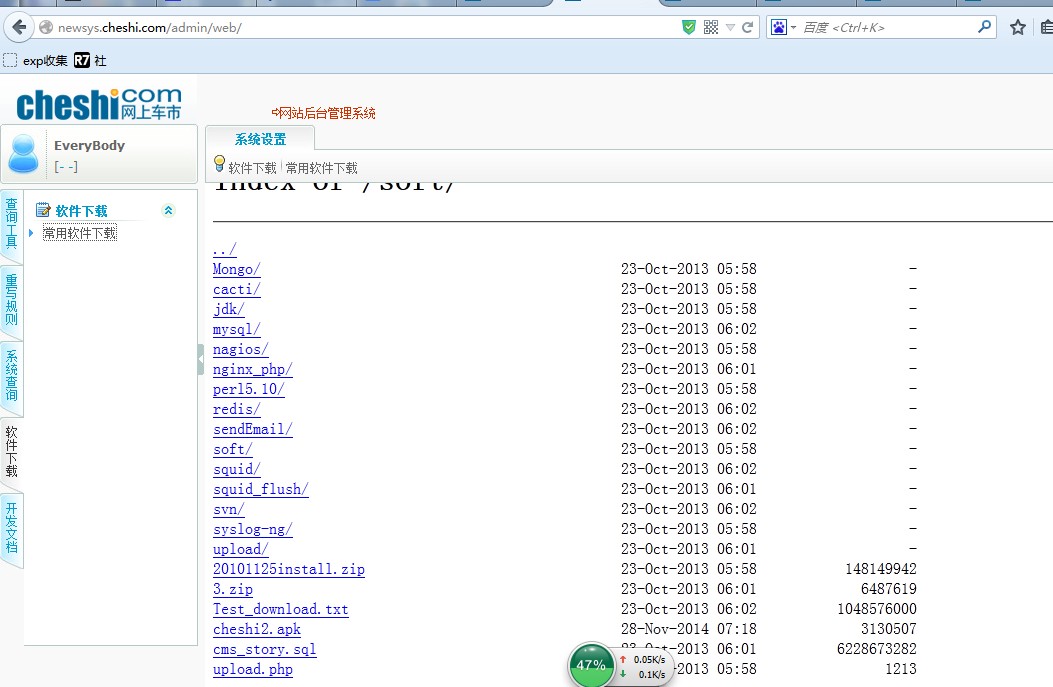 newsys.cheshi.com/admin/web/
百度 <Ctrl+K>
exp收集 R7 社
cheshi.com
网上车市
网站后台管理系统
EveryBody
[- -]
系统设置
软件下载 | 常用软件下载
Index of /soft/
查询工具
重写规则
系统查询
软件下载
开发文档
软件下载
常用软件下载
../
Mongo/ 23-Oct-2013 05:58 -
cacti/ 23-Oct-2013 05:58 -
jdk/ 23-Oct-2013 05:58 -
mysql/ 23-Oct-2013 06:02 -
nagios/ 23-Oct-2013 05:58 -
nginx_php/ 23-Oct-2013 06:01 -
perl5.10/ 23-Oct-2013 05:58 -
redis/ 23-Oct-2013 06:02 -
sendEmail/ 23-Oct-2013 06:02 -
soft/ 23-Oct-2013 05:58 -
squid/ 23-Oct-2013 06:02 -
squid_flush/ 23-Oct-2013 06:01 -
svn/ 23-Oct-2013 06:02 -
syslog-ng/ 23-Oct-2013 05:58 -
upload/ 23-Oct-2013 06:01 -
20101125install.zip 23-Oct-2013 05:58 148149942
3.zip 23-Oct-2013 06:01 6487619
Test_download.txt 23-Oct-2013 06:02 1048576000
cheshi2.apk 28-Nov-2014 07:18 3130507
cms_story.sql 06:01 6228673282
upload.php 05:58 1213
47%
0.05K/s
0.1K/s